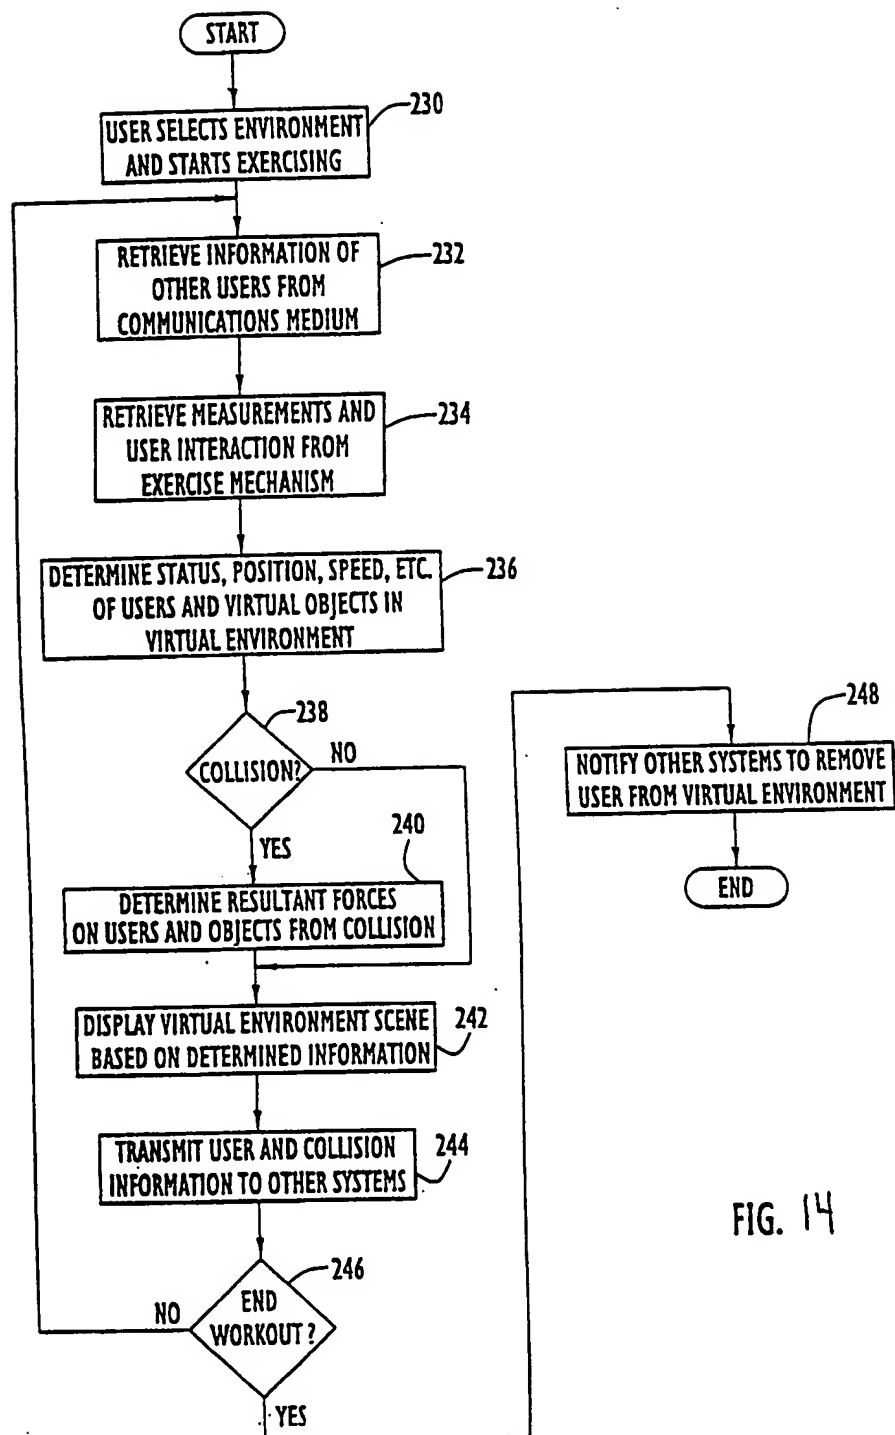 START
230
USER SELECTS ENVIRONMENT
AND STARTS EXERCISING
232
RETRIEVE INFORMATION OF
OTHER USERS FROM
COMMUNICATIONS MEDIUM
234
RETRIEVE MEASUREMENTS AND
USER INTERACTION FROM
EXERCISE MECHANISM
236
DETERMINE STATUS, POSITION, SPEED, ETC.
OF USERS AND VIRTUAL OBJECTS IN
VIRTUAL ENVIRONMENT
238
COLLISION?
NO
YES
240
DETERMINE RESULTANT FORCES
ON USERS AND OBJECTS FROM COLLISION
242
DISPLAY VIRTUAL ENVIRONMENT SCENE
BASED ON DETERMINED INFORMATION
244
TRANSMIT USER AND COLLISION
INFORMATION TO OTHER SYSTEMS
246
END
WORKOUT?
NO
YES
248
NOTIFY OTHER SYSTEMS TO REMOVE
USER FROM VIRTUAL ENVIRONMENT
END
FIG. 14